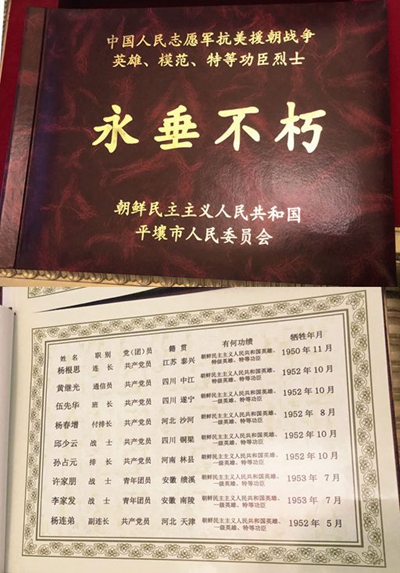 中国人民志愿军抗美援朝战争
英雄、模范、特等功臣烈士
永垂不朽
朝鲜民主主义人民共和国
平壤市人民委员会
姓名 职别 党(团)员 籍贯 有何功绩 牺牲年月
杨根思 连长 共产党员 江苏 泰兴 朝鲜民主主义人民共和国英雄、特级英雄、特等功臣 1950年11月
黄继光 通信员 共产党员 四川 中江 朝鲜民主主义人民共和国英雄、特级英雄、特等功臣 1952年10月
伍先华 班长 共产党员 四川 遂宁 朝鲜民主主义人民共和国英雄、一级英雄、特等功臣 1952年10月
杨春增 付排长 共产党员 河北 沙河 朝鲜民主主义人民共和国英雄、一级英雄、特等功臣 1952年 8月
邱少云 战士 共产党员 四川 铜梁 朝鲜民主主义人民共和国英雄、一级英雄、特等功臣 1952年10月
孙占元 排长 共产党员 河南 林县 朝鲜民主主义人民共和国英雄、一级英雄、特等功臣 1952年10月
许家朋 战士 青年团员 安徽 绩溪 朝鲜民主主义人民共和国英雄、一级英雄、特等功臣 1953年 7月
李家发 战士 青年团员 安徽 南陵 朝鲜民主主义人民共和国英雄、一级英雄、特等功臣 1953年 7月
杨连弟 副连长 共产党员 河北 天津 朝鲜民主主义人民共和国英雄、一级英雄、特等功臣 1952年 5月